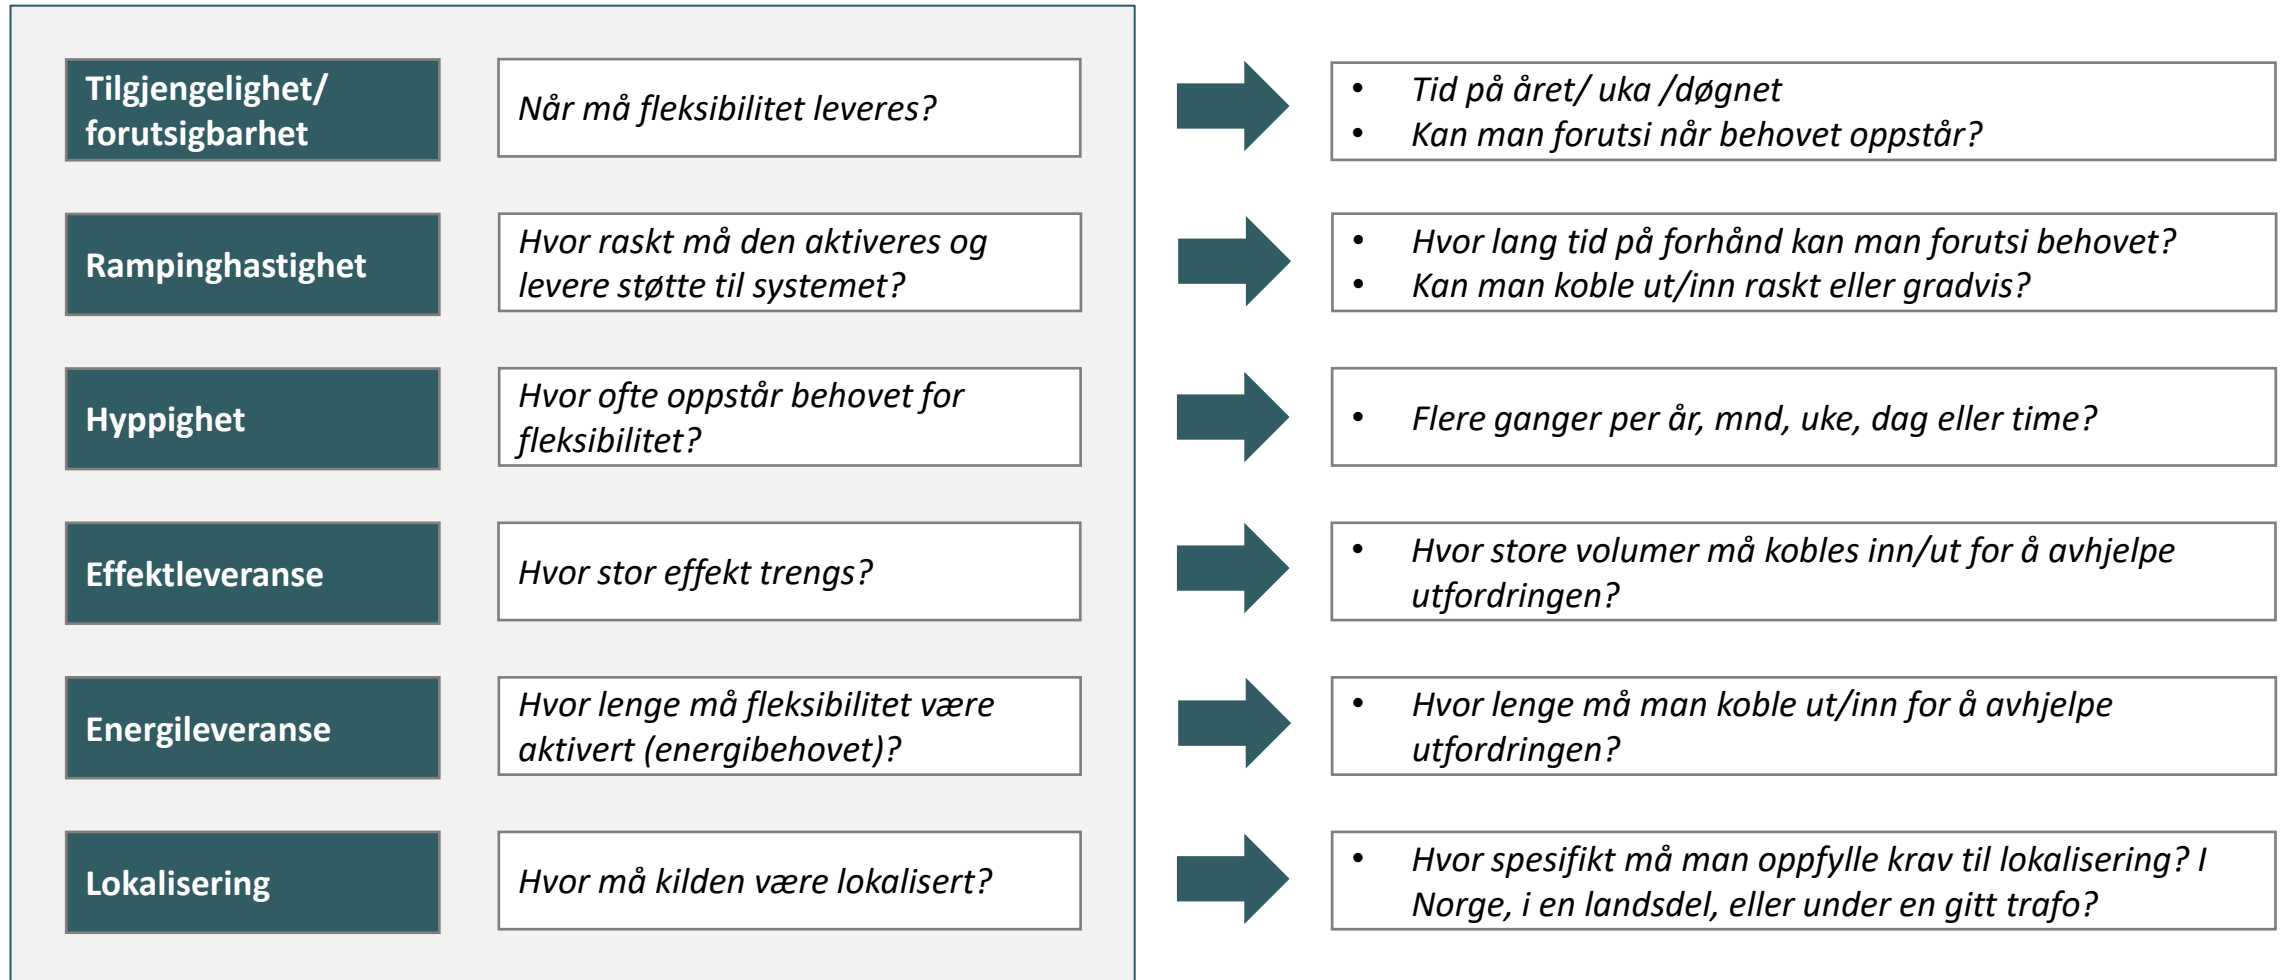 Tilgjengelighet/
forutsigbarhet
Når må fleksibilitet leveres?
• Tid på året/ uka /døgnet
• Kan man forutsi når behovet oppstår?
Rampinghastighet
Hvor raskt må den aktiveres og
levere støtte til systemet?
• Hvor lang tid på forhånd kan man forutsi behovet?
• Kan man koble ut/inn raskt eller gradvis?
Hyppighet
Hvor ofte oppstår behovet for
fleksibilitet?
• Flere ganger per år, mnd, uke, dag eller time?
Effektleveranse
Hvor stor effekt trengs?
• Hvor store volumer må kobles inn/ut for å avhjelpe
utfordringen?
Energileveranse
Hvor lenge må fleksibilitet være
aktivert (energibehovet)?
• Hvor lenge må man koble ut/inn for å avhjelpe
utfordringen?
Lokalisering
Hvor må kilden være lokalisert?
• Hvor spesifikt må man oppfylle krav til lokalisering? I
Norge, i en landsdel, eller under en gitt trafo?